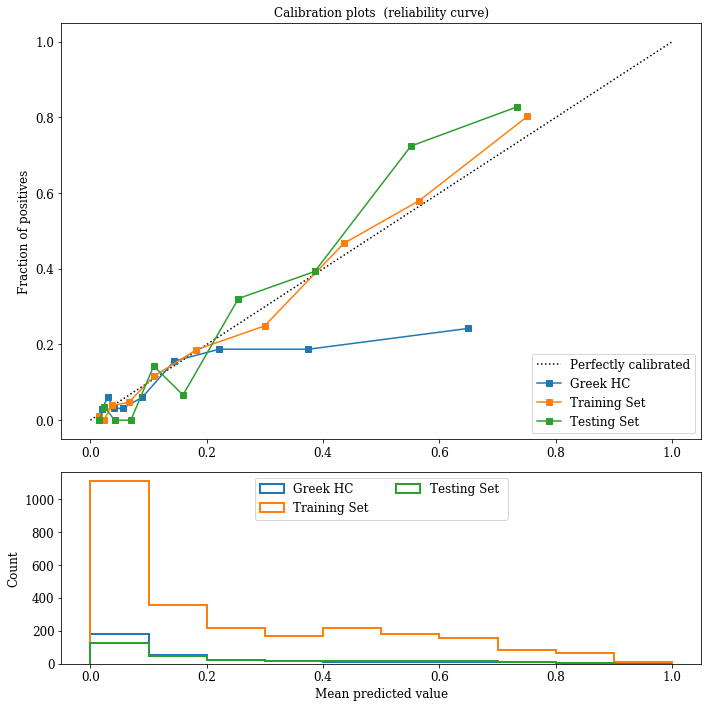 Calibration plots (reliability curve)
1.0
0.8
0.6
0.4
0.2
0.0
Fraction of positives
Perfectly calibrated
Greek HC
Training Set
Testing Set
0.0 0.2 0.4 0.6 0.8 1.0
Greek HC Testing Set
Training Set
1000
800
600
400
200
0
Count
0.0 0.2 0.4 0.6 0.8 1.0
Mean predicted value